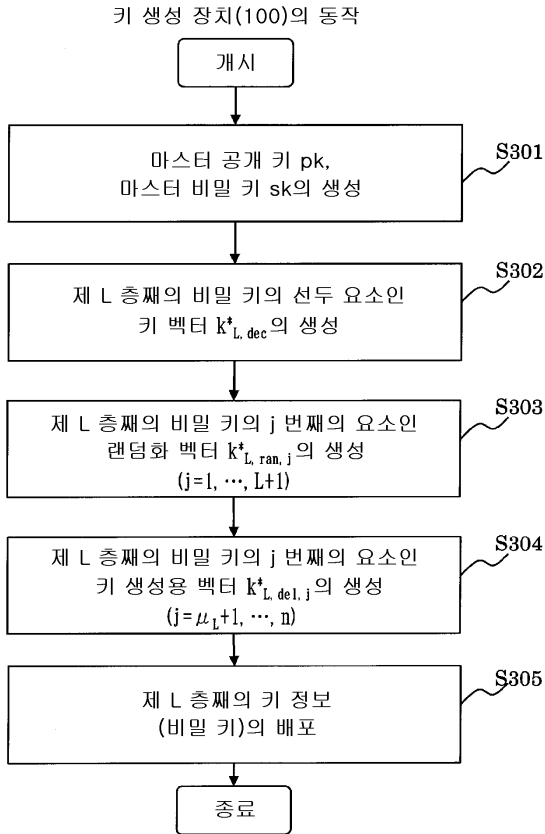 키 생성 장치(100)의 동작
개시
마스터 공개 키 pk,
마스터 비밀 키 sk의 생성
S301
제 L 층째의 비밀 키의 선두 요소인
키 벡터 k*L, dec의 생성
S302
제 L 층째의 비밀 키의 j 번째의 요소인
랜덤화 벡터 k*L, ran, j의 생성
(j=1, ···, L+1)
S303
제 L 층째의 비밀 키의 j 번째의 요소인
키 생성용 벡터 k*L, del, j의 생성
(j=μL+1, ···, n)
S304
제 L 층째의 키 정보
(비밀 키)의 배포
S305
종료